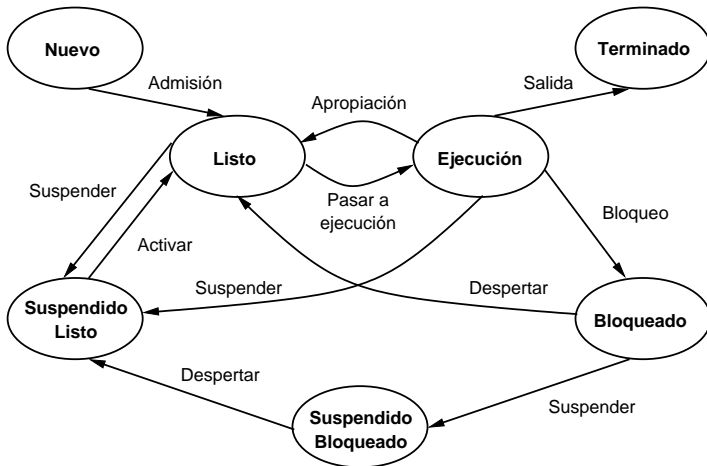 Nuevo
Terminado
Admisión
Salida
Apropiación
Listo
Ejecución
Suspender
Pasar a
ejecución
Bloqueo
Activar
Suspender
Despertar
Suspendido
Listo
Bloqueado
Despertar
Suspendido
Bloqueado
Suspender